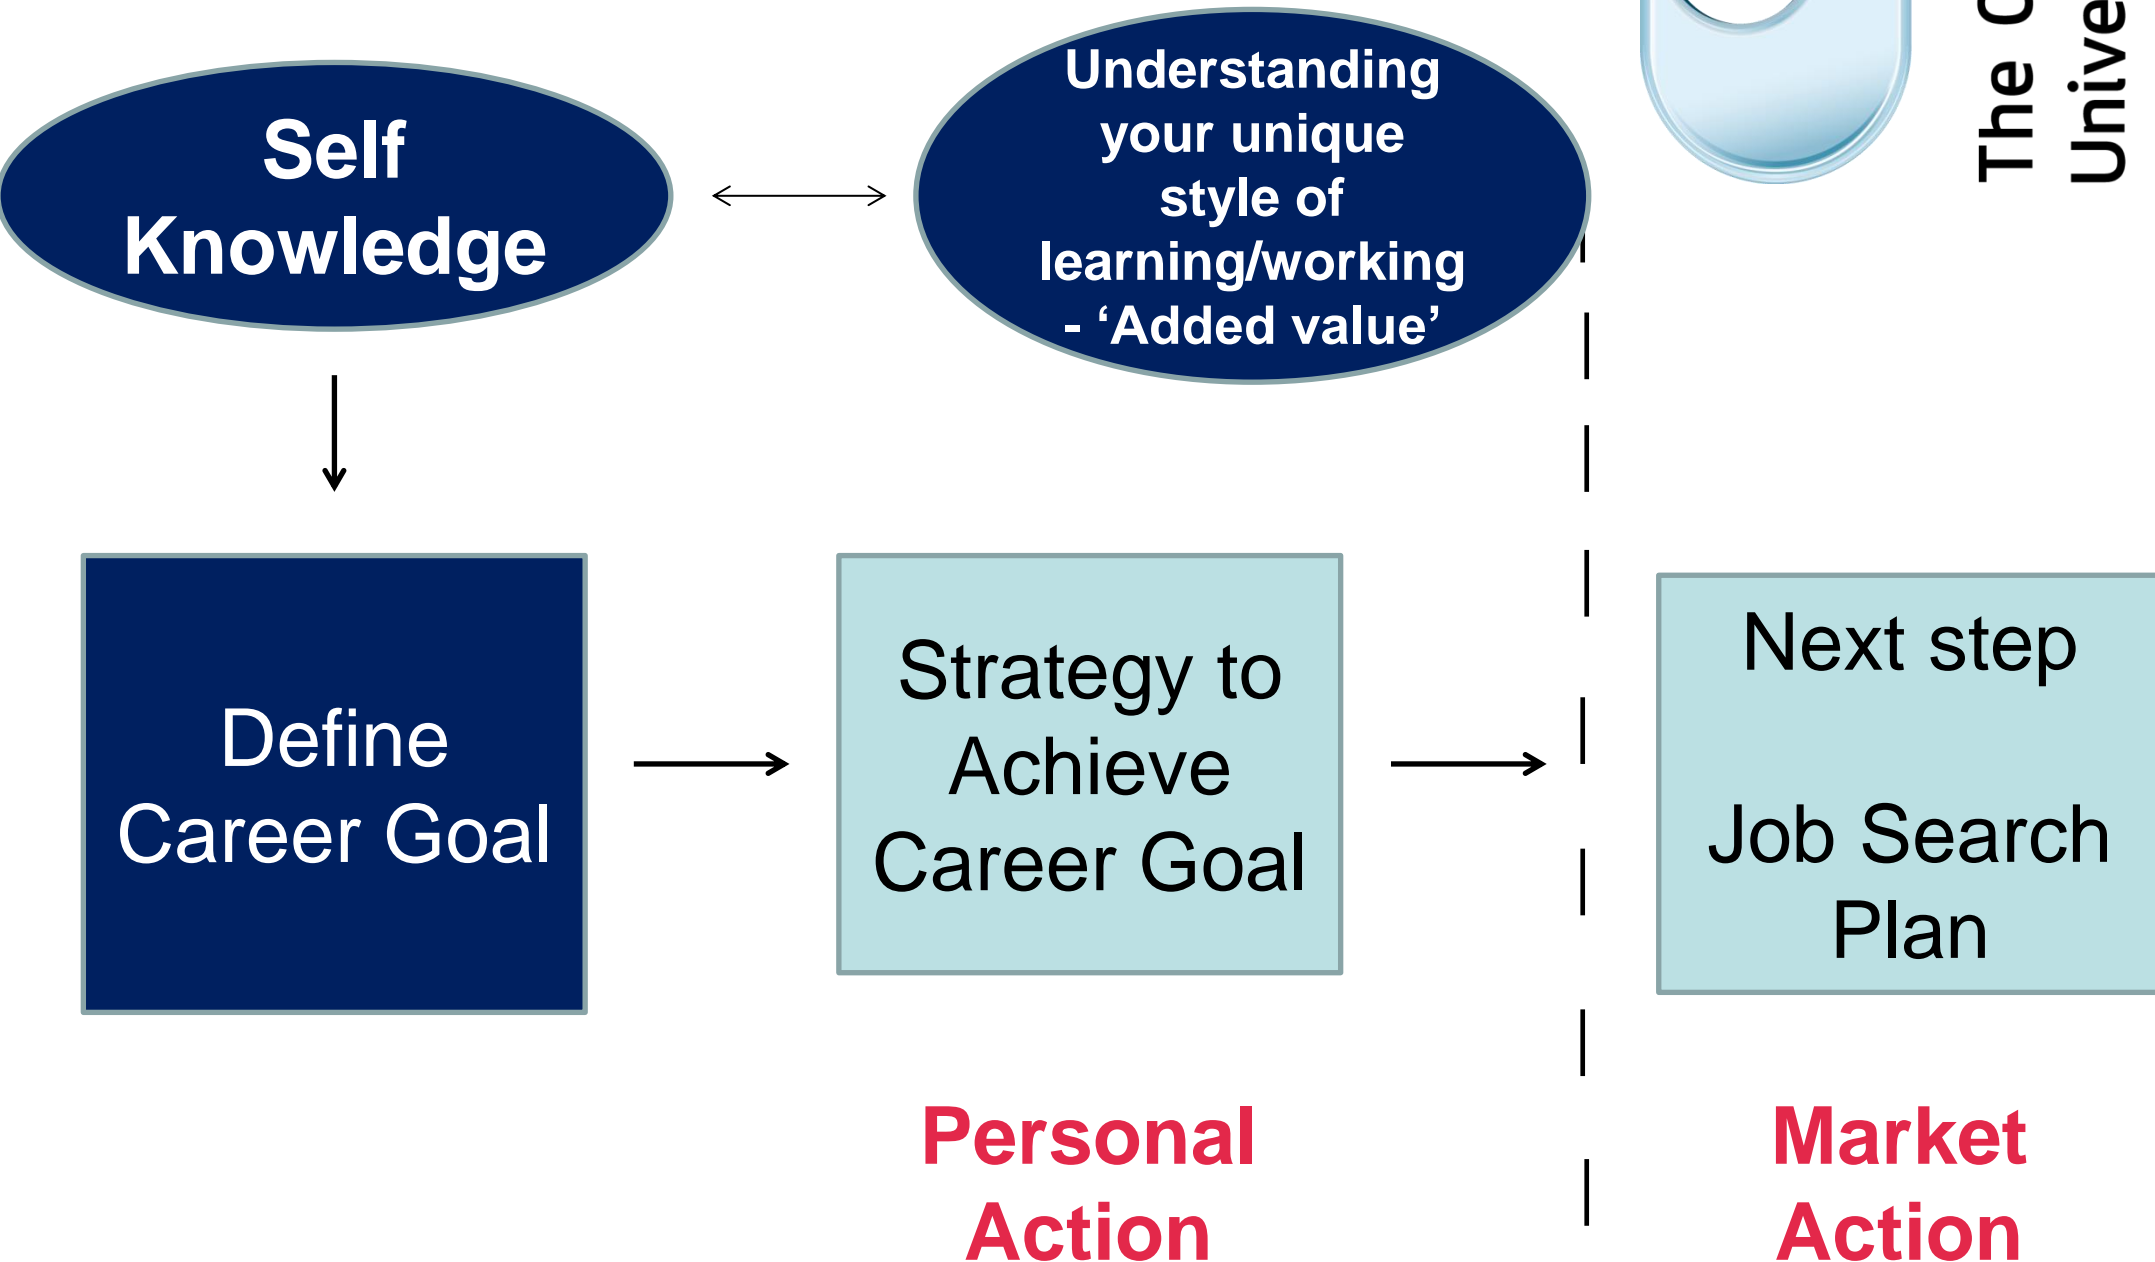 Self
Knowledge
Understanding
your unique
style of
learning/working
- ‘Added value’
The
Define
Career Goal
Strategy to
Achieve
Career Goal
Next step
Job Search
Plan
Personal
Action
Market
Action